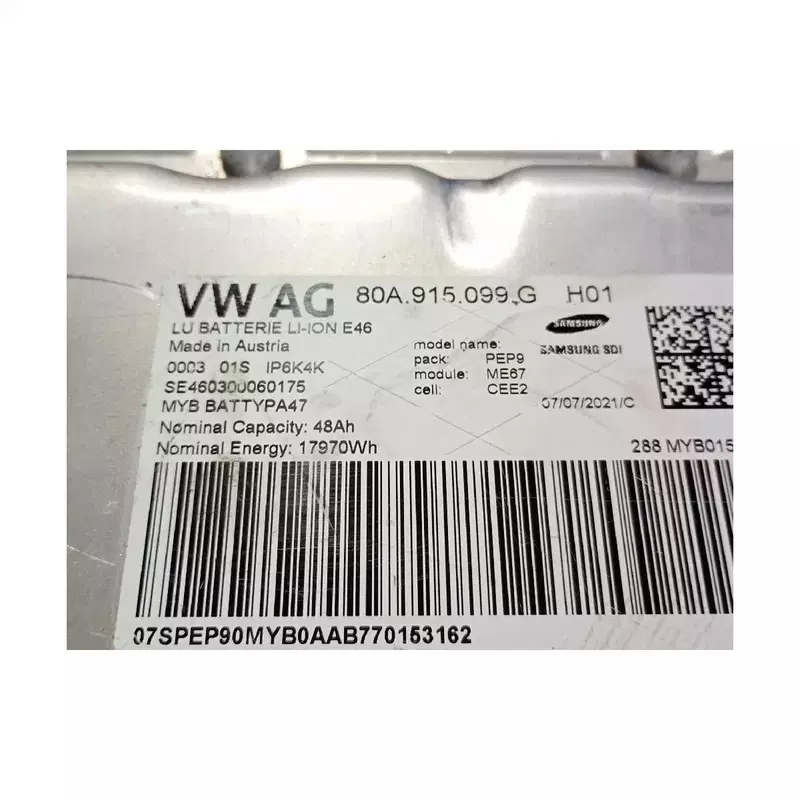 VW AG 80A.915.099.G H01
LU BATTERIE LI-ION E46
Made in Austria
0003 01S IP6K4K
SE460300060175
MYB BATTYPA47
Nominal Capacity: 48Ah
Nominal Energy: 17970Wh
model name:
pack: PEP9
module: ME67
cell: CEE2
SAMSUNG
SAMSUNG SDI
07/07/2021/C
288 MYB015
07SPEP90MYB0AAB770153162